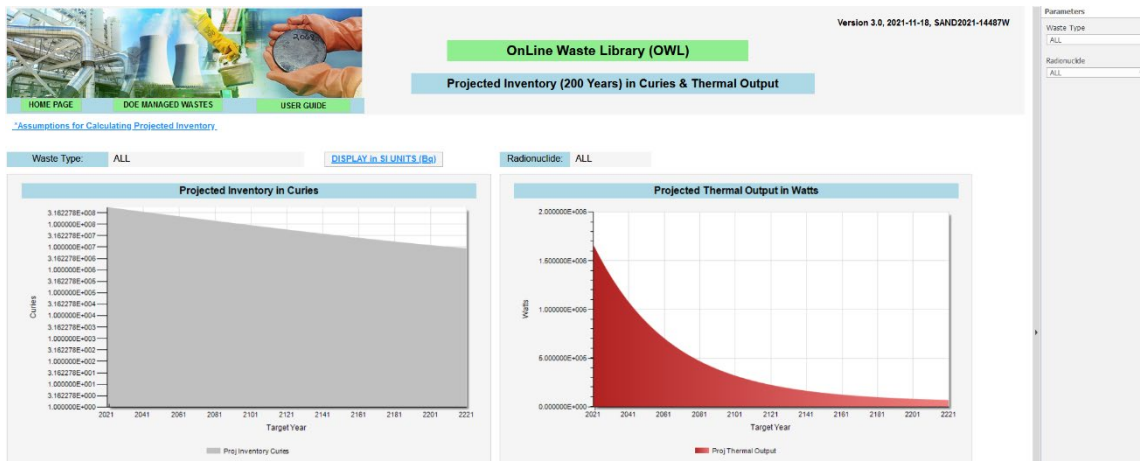 Version 3.0, 2021-11-18, SAND2021-14487W
OnLine Waste Library (OWL)
Projected Inventory (200 Years) in Curies & Thermal Output
HOME PAGE DOE MANAGED WASTES USER GUIDE
*Assumptions for Calculating Projected Inventory
Waste Type: ALL DISPLAY in SI UNITS (Bq) Radionuclide: ALL
Projected Inventory in Curies
3.162278E+008
1.000000E+008
3.162278E+007
1.000000E+007
3.162278E+006
1.000000E+006
3.162278E+005
1.000000E+005
3.162278E+004
1.000000E+004
3.162278E+003
1.000000E+003
3.162278E+002
1.000000E+002
3.162278E+001
1.000000E+001
3.162278E+000
1.000000E+000
Curies
2021 2041 2061 2081 2101 2121 2141 2161 2181 2201 2221
Target Year
Proj Inventory Curies
Projected Thermal Output in Watts
2.000000E+006
1.500000E+006
1.000000E+006
5.000000E+005
0.000000E+000
Watts
2021 2041 2061 2081 2101 2121 2141 2161 2181 2201 2221
Target Year
Proj Thermal Output
Parameters
Waste Type
ALL
Radionuclide
ALL